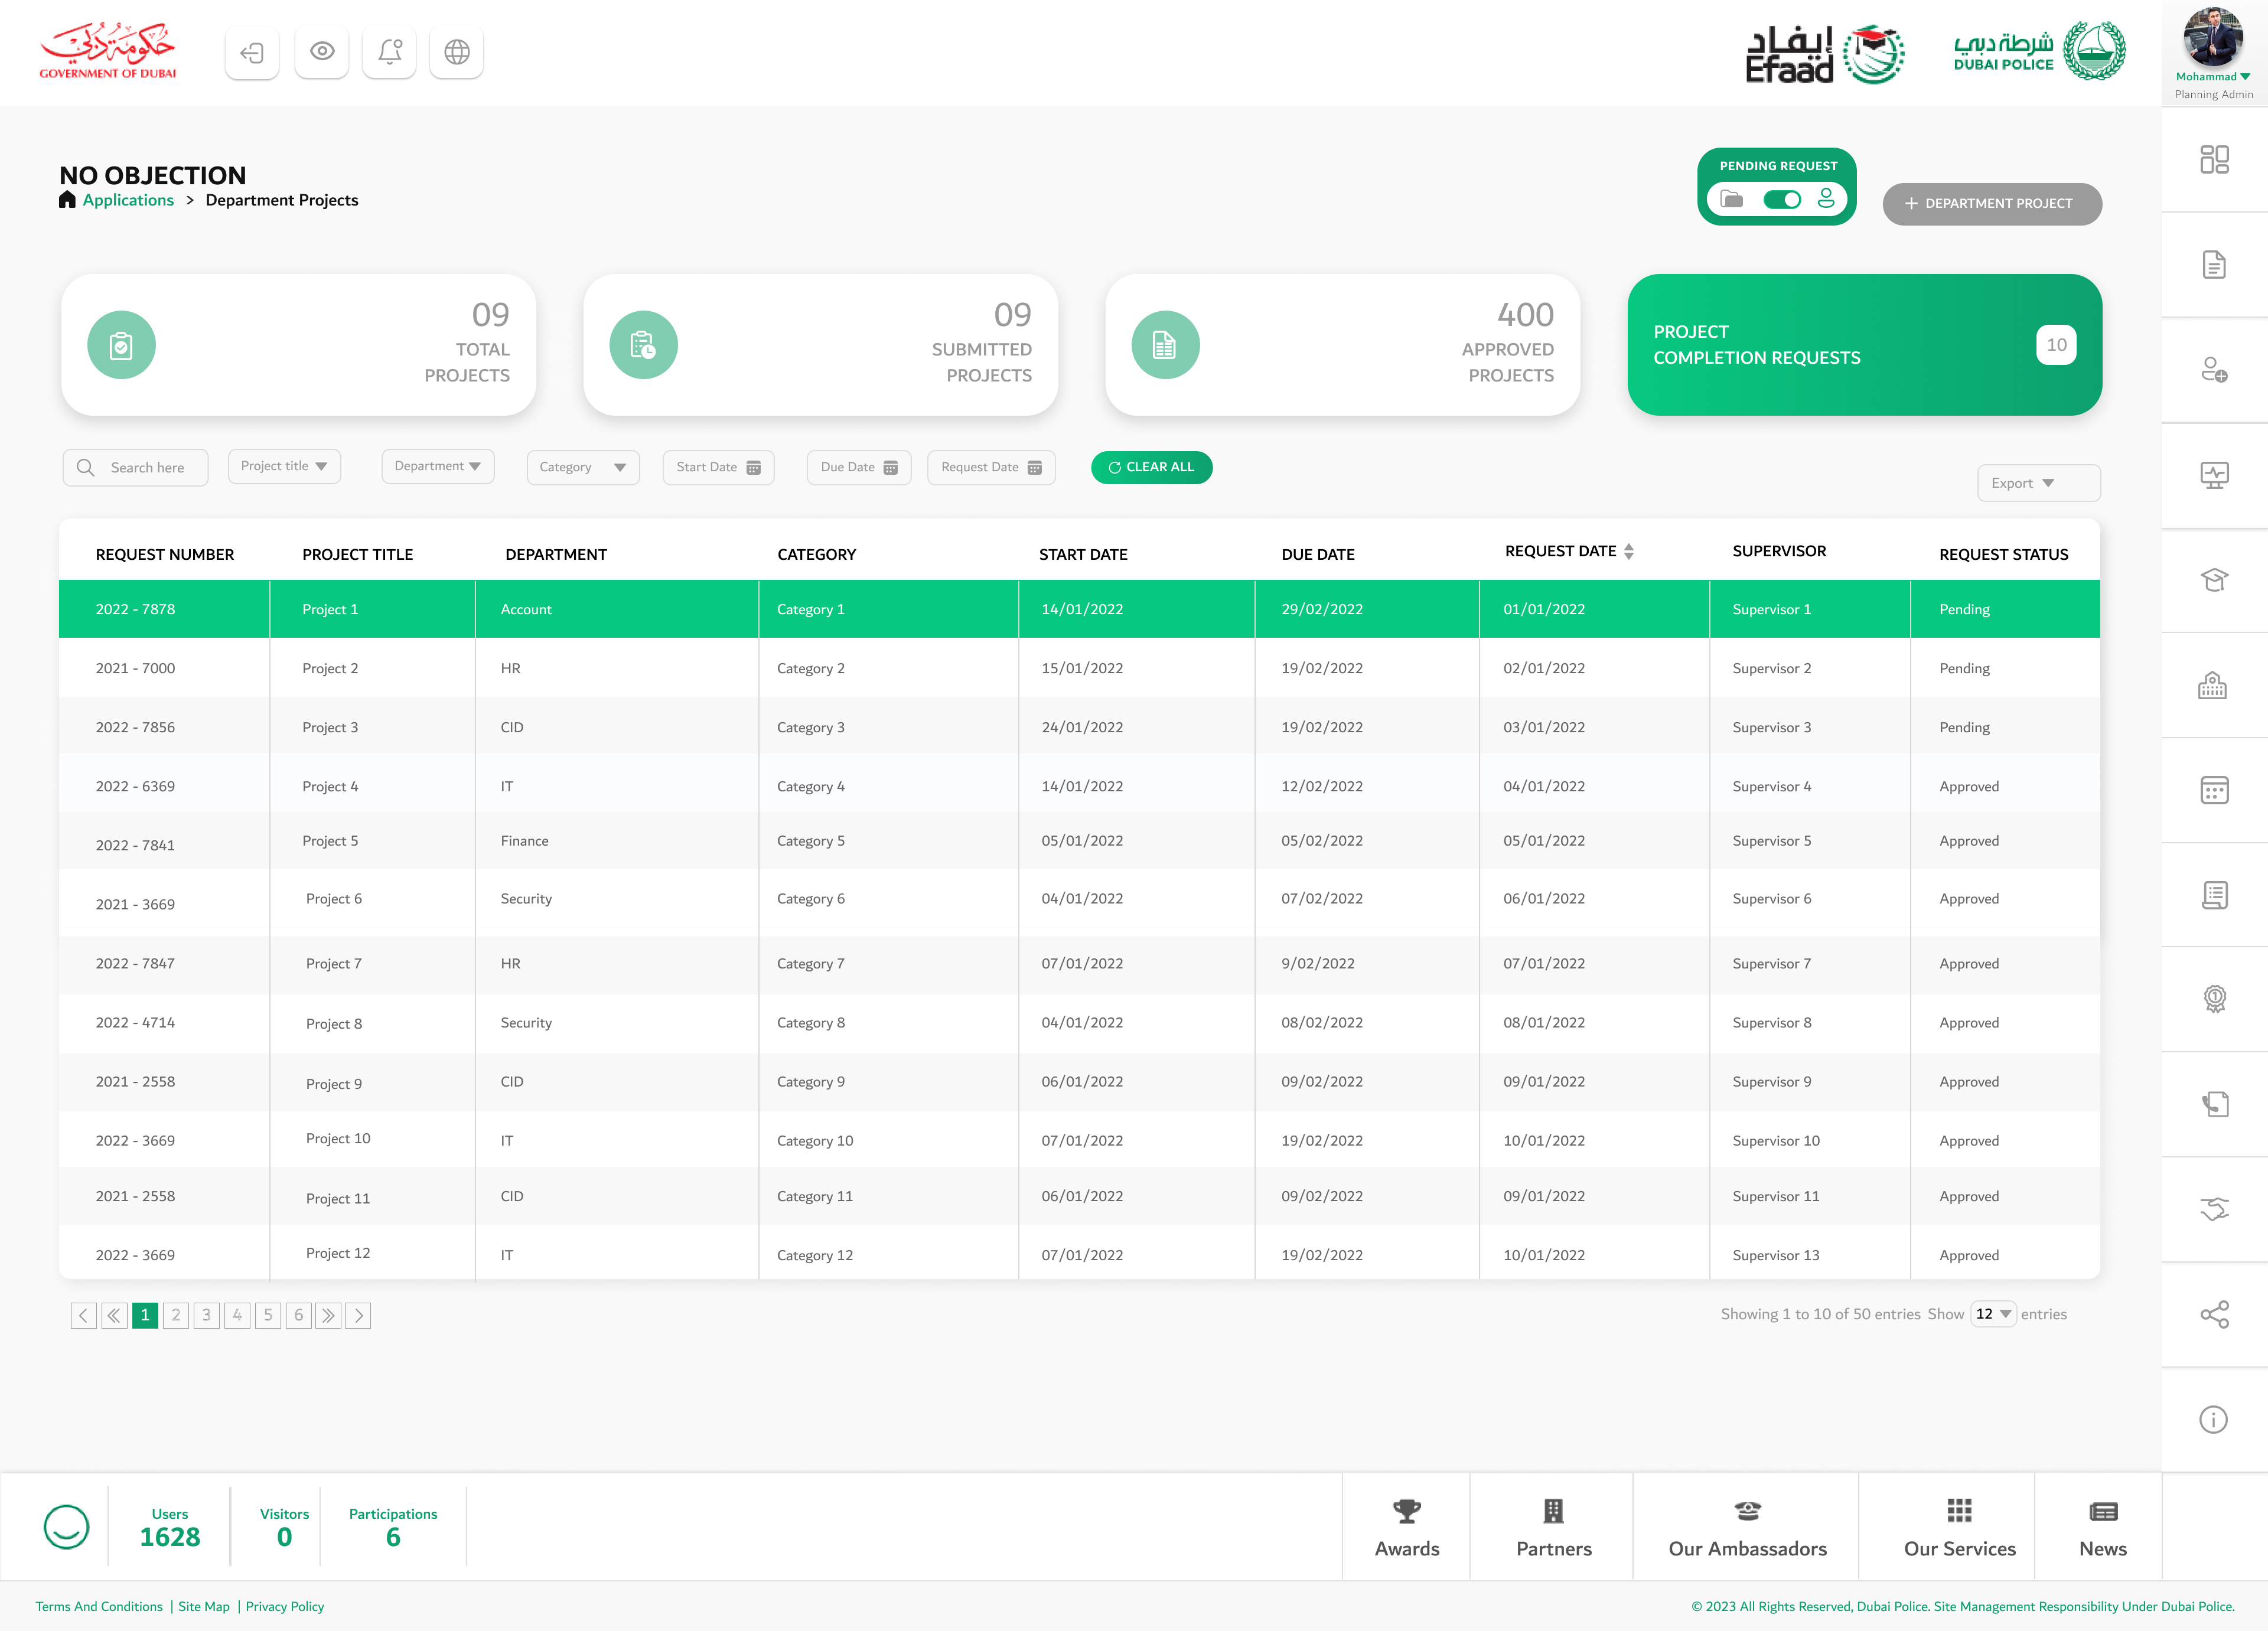 حكومة دبي
GOVERNMENT OF DUBAI
إيفاد
Efaad
شرطة دبي
DUBAI POLICE
Mohammad
Planning Admin
NO OBJECTION
Applications > Department Projects
PENDING REQUEST
+ DEPARTMENT PROJECT
09
TOTAL
PROJECTS
09
SUBMITTED
PROJECTS
400
APPROVED
PROJECTS
PROJECT
COMPLETION REQUESTS
10
Search here Project title Department Category Start Date Due Date Request Date CLEAR ALL
Export
REQUEST NUMBER PROJECT TITLE DEPARTMENT CATEGORY START DATE DUE DATE REQUEST DATE SUPERVISOR REQUEST STATUS
2022 - 7878 Project 1 Account Category 1 14/01/2022 29/02/2022 01/01/2022 Supervisor 1 Pending
2021 - 7000 Project 2 HR Category 2 15/01/2022 19/02/2022 02/01/2022 Supervisor 2 Pending
2022 - 7856 Project 3 CID Category 3 24/01/2022 19/02/2022 03/01/2022 Supervisor 3 Pending
2022 - 6369 Project 4 IT Category 4 14/01/2022 12/02/2022 04/01/2022 Supervisor 4 Approved
2022 - 7841 Project 5 Finance Category 5 05/01/2022 05/02/2022 05/01/2022 Supervisor 5 Approved
2021 - 3669 Project 6 Security Category 6 04/01/2022 07/02/2022 06/01/2022 Supervisor 6 Approved
2022 - 7847 Project 7 HR Category 7 07/01/2022 9/02/2022 07/01/2022 Supervisor 7 Approved
2022 - 4714 Project 8 Security Category 8 04/01/2022 08/02/2022 08/01/2022 Supervisor 8 Approved
2021 - 2558 Project 9 CID Category 9 06/01/2022 09/02/2022 09/01/2022 Supervisor 9 Approved
2022 - 3669 Project 10 IT Category 10 07/01/2022 19/02/2022 10/01/2022 Supervisor 10 Approved
2021 - 2558 Project 11 CID Category 11 06/01/2022 09/02/2022 09/01/2022 Supervisor 11 Approved
2022 - 3669 Project 12 IT Category 12 07/01/2022 19/02/2022 10/01/2022 Supervisor 13 Approved
1 2 3 4 5 6
Showing 1 to 10 of 50 entries Show 12 entries
Users
1628
Visitors
0
Participations
6
Awards
Partners
Our Ambassadors
Our Services
News
Terms And Conditions | Site Map | Privacy Policy
© 2023 All Rights Reserved, Dubai Police. Site Management Responsibility Under Dubai Police.